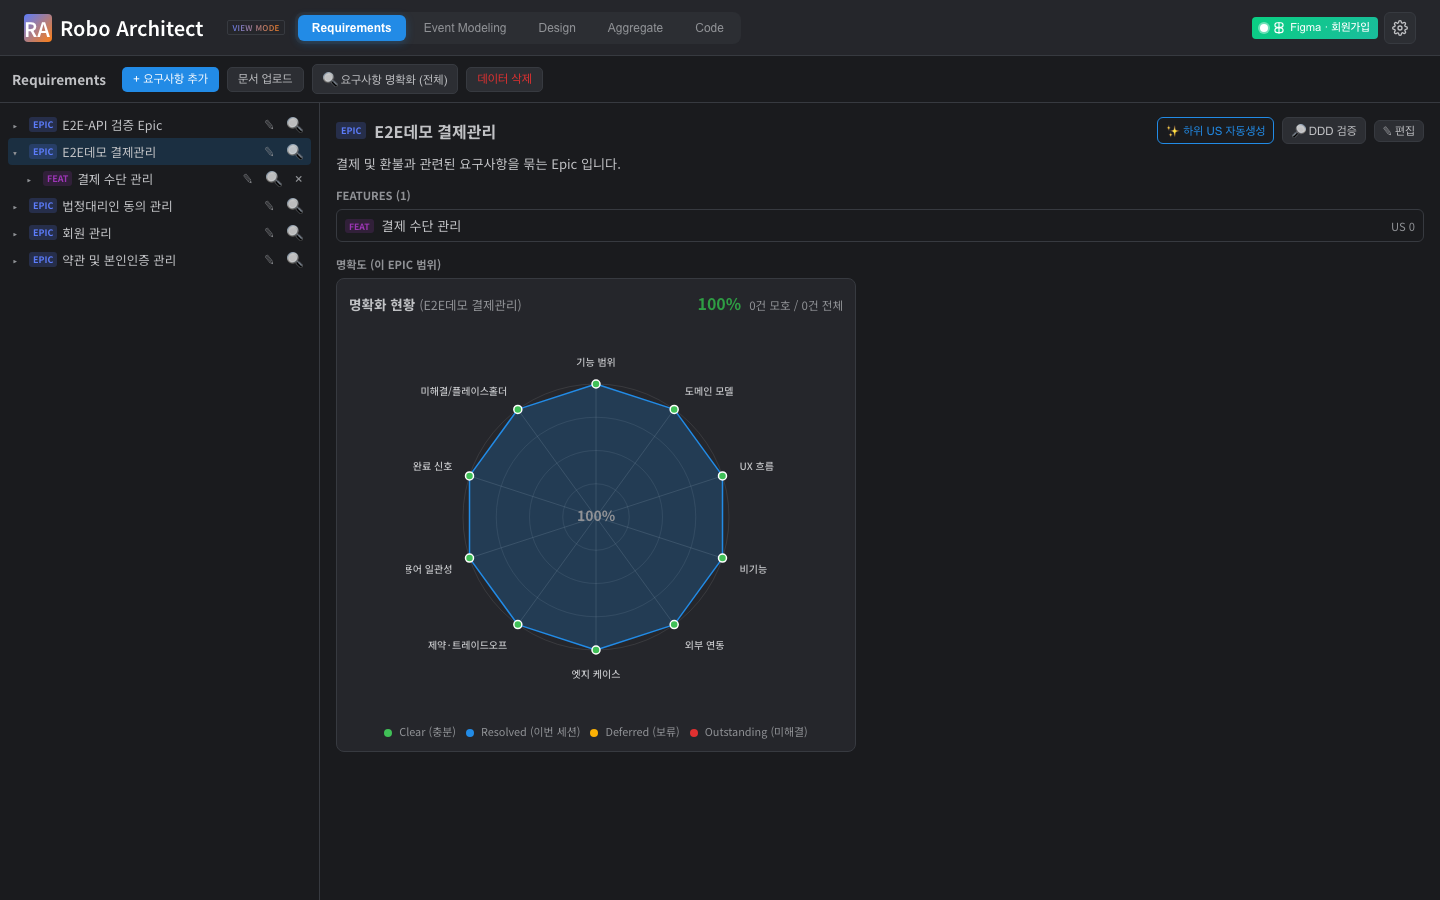 RA Robo Architect VIEW MODE Requirements Event Modeling Design Aggregate Code Figma · 회원가입
Requirements + 요구사항 추가 문서 업로드 요구사항 명확화 (전체) 데이터 삭제
EPIC E2E-API 검증 Epic
EPIC E2E데모 결제관리
FEAT 결제 수단 관리 ×
EPIC 법정대리인 동의 관리
EPIC 회원 관리
EPIC 약관 및 본인인증 관리
EPIC E2E데모 결제관리 하위 US 자동생성 DDD 검증 편집
결제 및 환불과 관련된 요구사항을 묶는 Epic 입니다.
FEATURES (1)
FEAT 결제 수단 관리 US 0
명확도 (이 EPIC 범위)
명확화 현황 (E2E데모 결제관리) 100% 0건 모호 / 0건 전체
기능 범위
미해결/플레이스홀더 도메인 모델
완료 신호 UX 흐름
100%
용어 일관성 비기능
제약·트레이드오프 외부 연동
엣지 케이스
Clear (충분) Resolved (이번 세션) Deferred (보류) Outstanding (미해결)